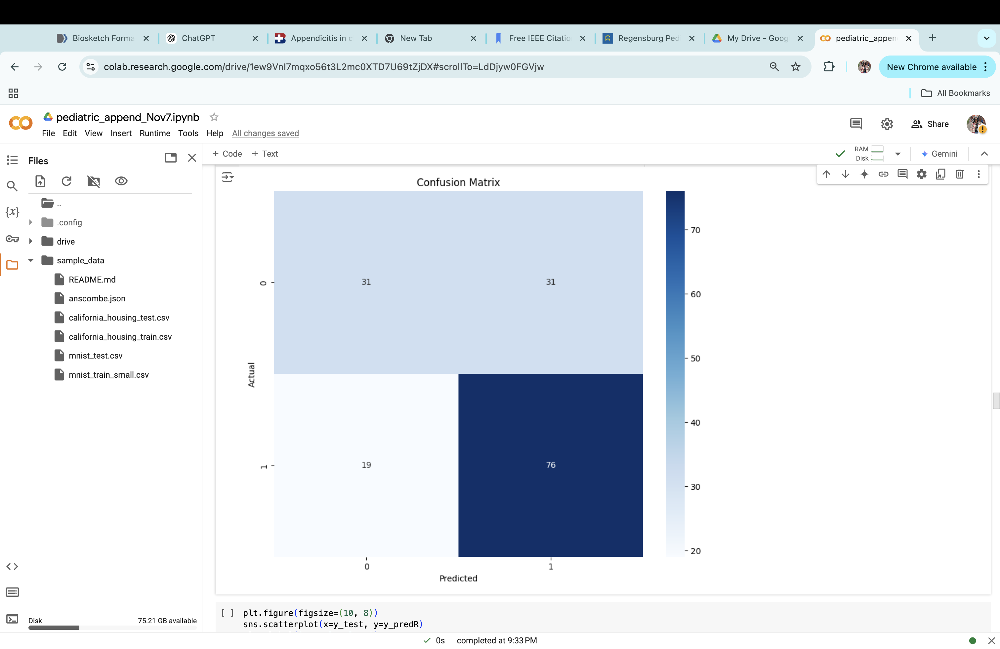 Biosketch Forma
ChatGPT
Appendicitis in c
New Tab
Free IEEE Citatio
Regensburg Ped
My Drive - Goog
pediatric_appen
colab.research.google.com/drive/1ew9Vnl7mqxo56t3L2mc0XTD7U69tZjDX#scrollTo=LdDjyw0FGVjw
New Chrome available
All Bookmarks
pediatric_append_Nov7.ipynb
File Edit View Insert Runtime Tools Help All changes saved
Share
Files
+ Code + Text
RAM
Disk
Gemini
..
.config
drive
sample_data
README.md
anscombe.json
california_housing_test.csv
california_housing_train.csv
mnist_test.csv
mnist_train_small.csv
Disk 75.21 GB available
Confusion Matrix
31 31
19 76
0
1
Actual
0 1
Predicted
70
60
50
40
30
20
[ ] plt.figure(figsize=(10, 8))
sns.scatterplot(x=y_test, y=y_predR)
0s completed at 9:33 PM